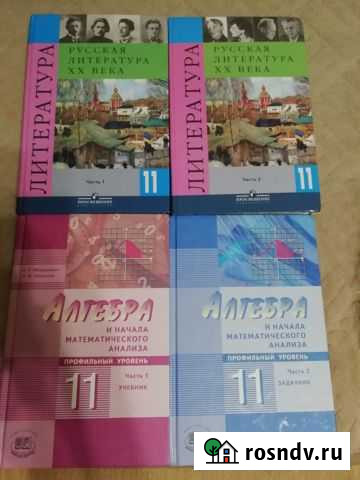 ЛИТЕРАТУРА
РУССКАЯ
ЛИТЕРАТУРА
XX ВЕКА
Часть 1
11
ПРОСВЕЩЕНИЕ
ЛИТЕРАТУРА
РУССКАЯ
ЛИТЕРАТУРА
XX ВЕКА
Часть 2
11
ПРОСВЕЩЕНИЕ
АЛГЕБРА
И НАЧАЛА
МАТЕМАТИЧЕСКОГО
АНАЛИЗА
ПРОФИЛЬНЫЙ УРОВЕНЬ
11
Часть 1
УЧЕБНИК
АЛГЕБРА
И НАЧАЛА
МАТЕМАТИЧЕСКОГО
АНАЛИЗА
ПРОФИЛЬНЫЙ УРОВЕНЬ
11
Часть 2
ЗАДАЧНИК
rosndv.ru